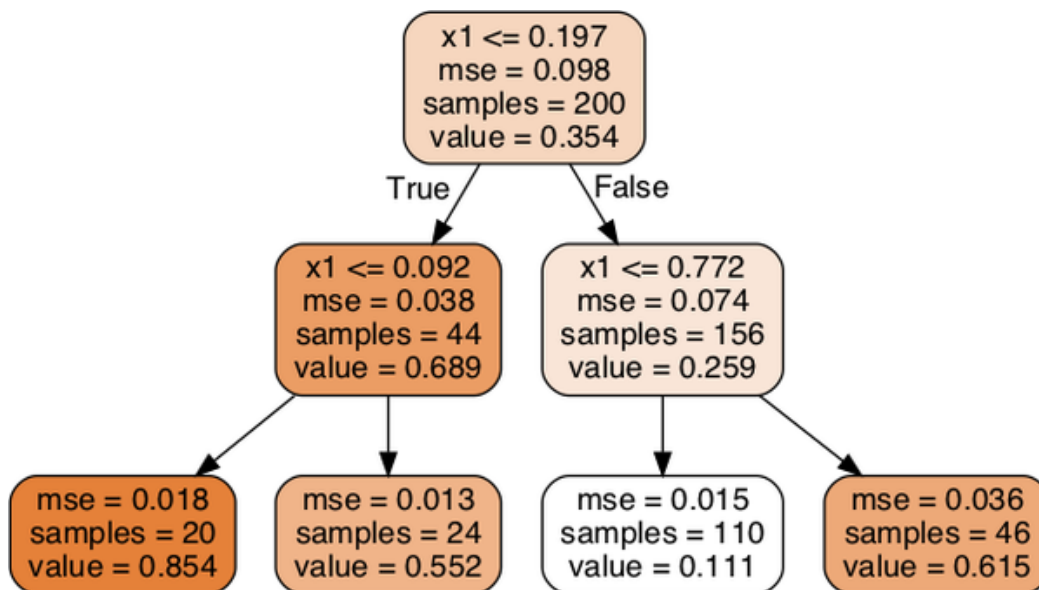 x1 <= 0.197
mse = 0.098
samples = 200
value = 0.354
True
False
x1 <= 0.092
mse = 0.038
samples = 44
value = 0.689
x1 <= 0.772
mse = 0.074
samples = 156
value = 0.259
mse = 0.018
samples = 20
value = 0.854
mse = 0.013
samples = 24
value = 0.552
mse = 0.015
samples = 110
value = 0.111
mse = 0.036
samples = 46
value = 0.615